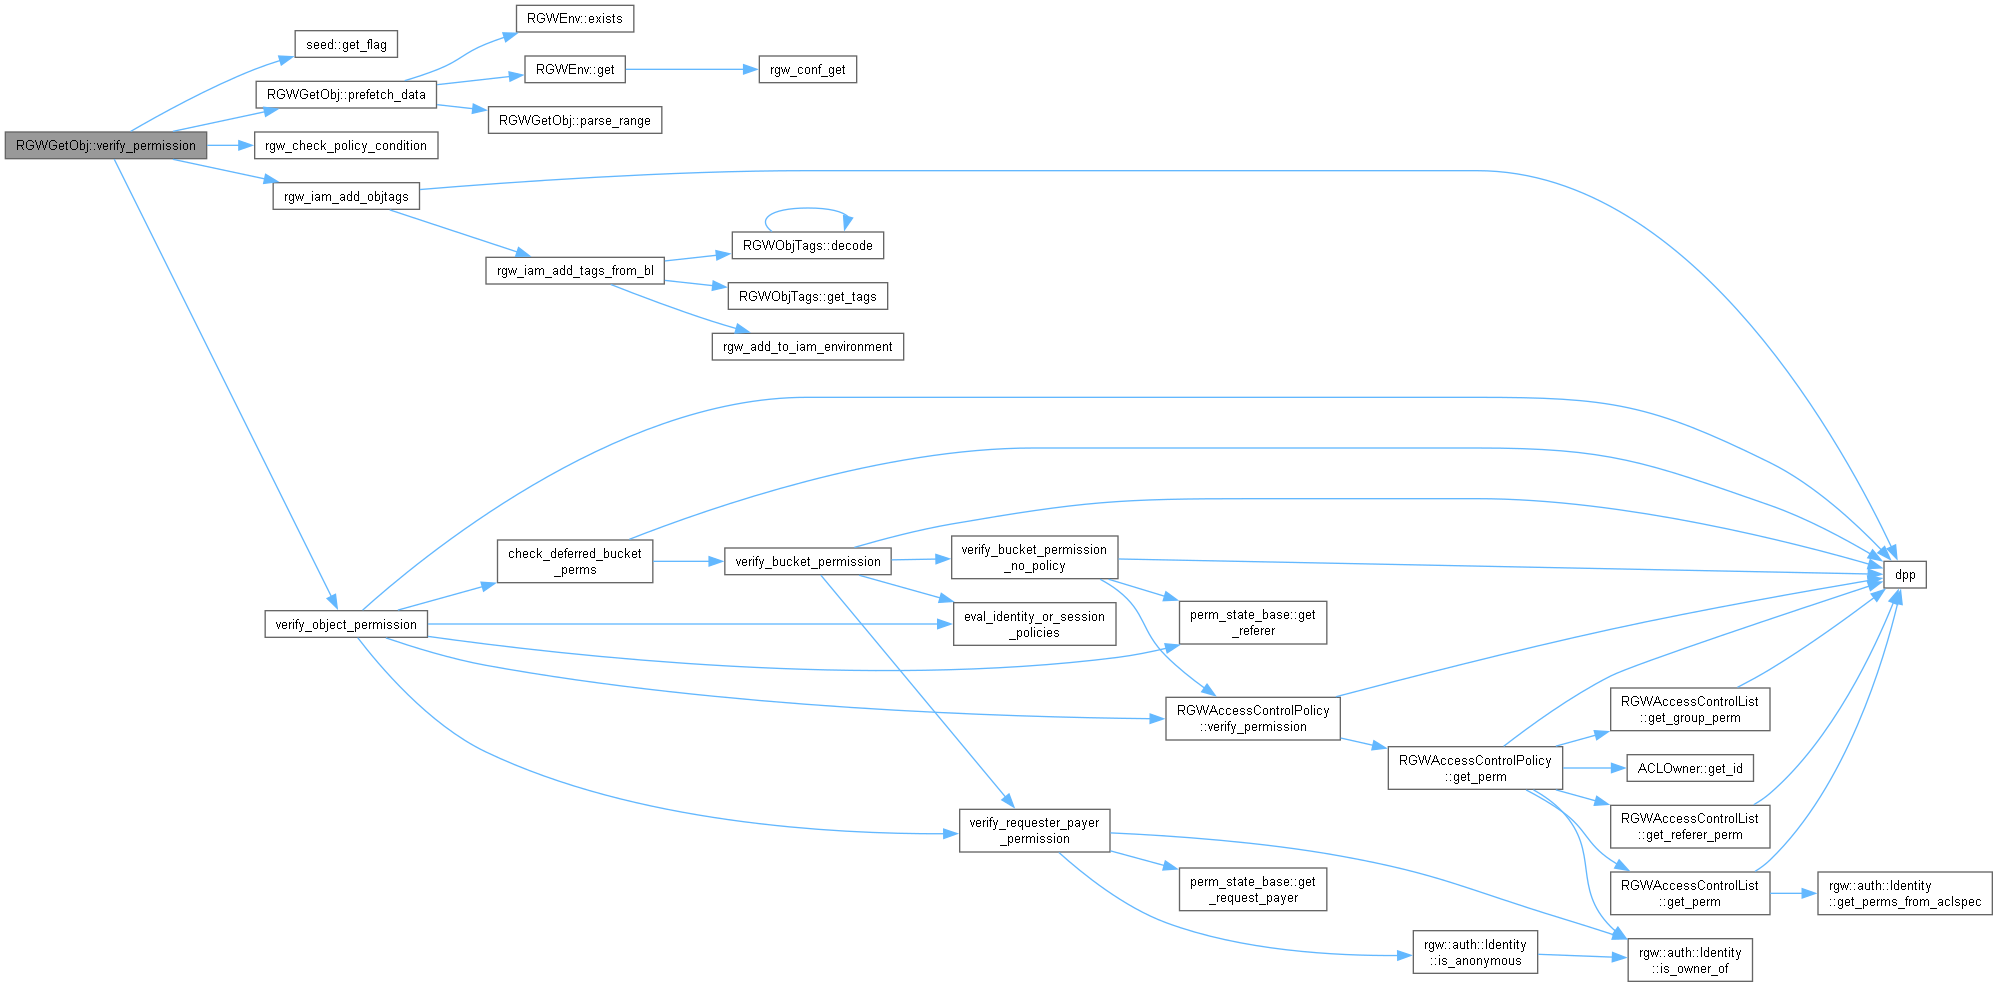 RGWEnv::exists
seed::get_flag
RGWEnv::get
rgw_conf_get
RGWGetObj::prefetch_data
RGWGetObj::parse_range
RGWGetObj::verify_permission
rgw_check_policy_condition
rgw_iam_add_objtags
RGWObjTags::decode
rgw_iam_add_tags_from_bl
RGWObjTags::get_tags
rgw_add_to_iam_environment
check_deferred_bucket
_perms
verify_bucket_permission
verify_bucket_permission
_no_policy
dpp
verify_object_permission
eval_identity_or_session
_policies
perm_state_base::get
_referer
RGWAccessControlPolicy
::verify_permission
RGWAccessControlList
::get_group_perm
RGWAccessControlPolicy
::get_perm
ACLOwner::get_id
verify_requester_payer
_permission
RGWAccessControlList
::get_referer_perm
perm_state_base::get
_request_payer
RGWAccessControlList
::get_perm
rgw::auth::Identity
::get_perms_from_aclspec
rgw::auth::Identity
::is_anonymous
rgw::auth::Identity
::is_owner_of